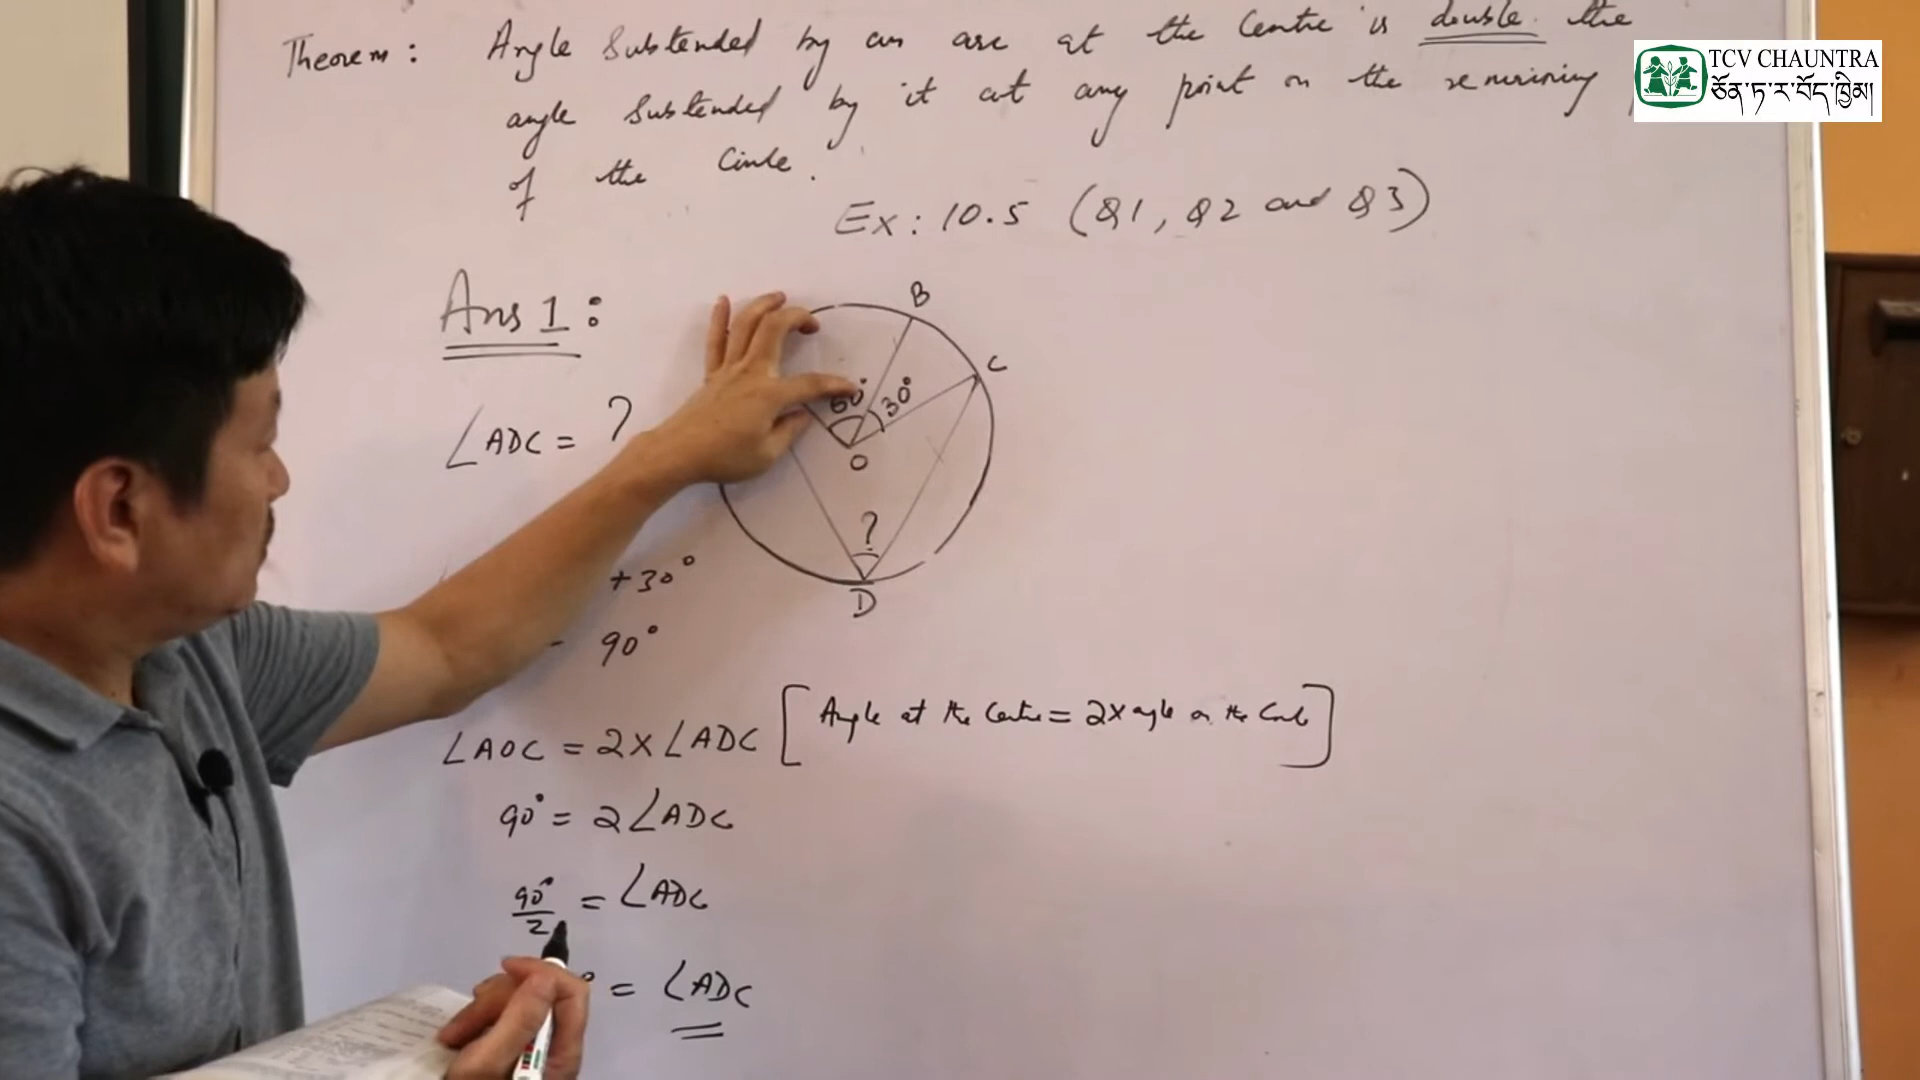 Theorem: Angle Subtended by an arc at the Centre is double the
angle Subtended by it at any point on the remaining
of the Circle.
TCV CHAUNTRA
ཅོན་ཏ་ར་བོད་ཁྱིམ།
Ex: 10.5 (Q1, Q2 and Q3)
Ans 1:
B
C
60° 30°
O
∠ADC = ?
?
D
+30°
90°
∠AOC = 2X∠ADC [Angle at the Centre = 2X angle on the Circle]
90° = 2∠ADC
90°/2 = ∠ADC
° = ∠ADC